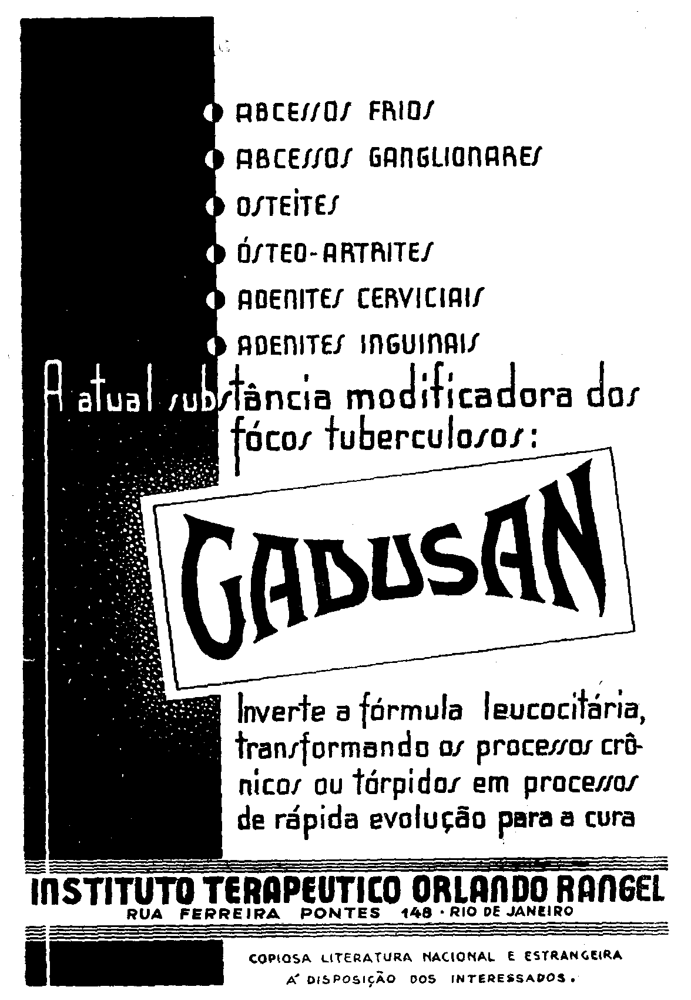 ABCESSOS FRIOS
ABCESSOS GANGLIONARES
OSTEITES
ÓSTEO-ARTRITES
ADENITES CERVICIAIS
ADENITES INGUINAIS
A atual substância modificadora dos
fócos tuberculosos:
GADUSAN
Inverte a fórmula leucocitária,
transformando os processos crô-
nicos ou tórpidos em processos
de rápida evolução para a cura
INSTITUTO TERAPEUTICO ORLANDO RANGEL
RUA FERREIRA PONTES 148 · RIO DE JANEIRO
COPIOSA LITERATURA NACIONAL E ESTRANGEIRA
Á DISPOSIÇÃO DOS INTERESSADOS.